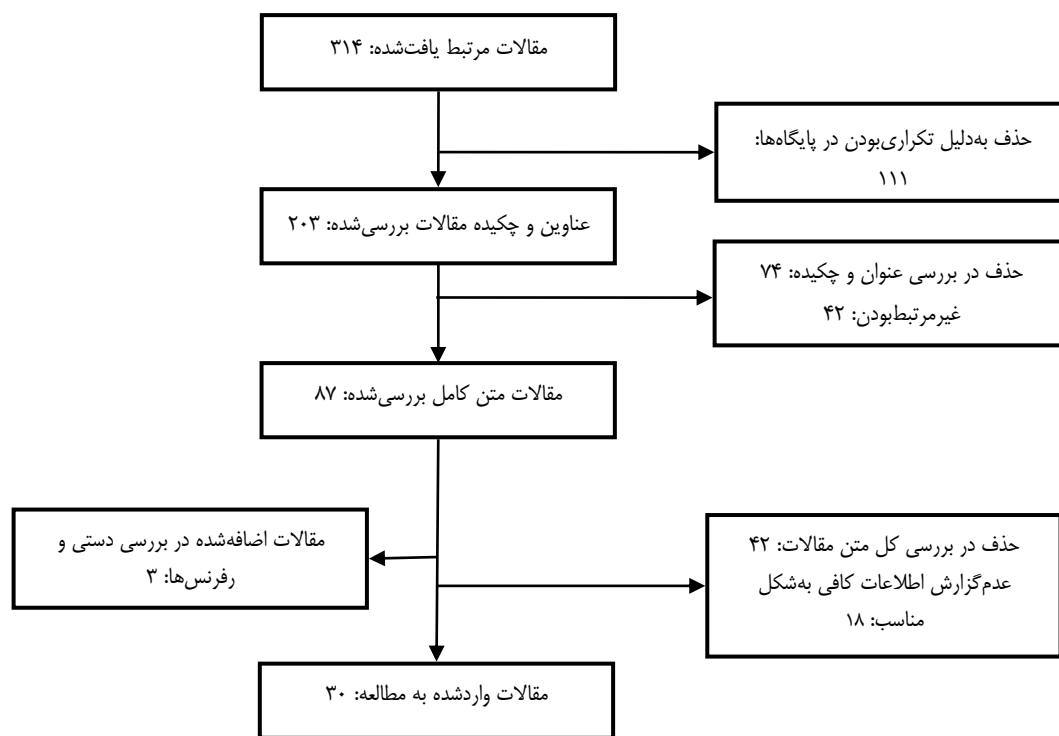 مقالات مرتبط یافت‌شده: ۳۱۴
حذف به‌دلیل تکراری‌بودن در پایگاه‌ها:
۱۱۱
عناوین و چکیده مقالات بررسی‌شده: ۲۰۳
حذف در بررسی عنوان و چکیده: ۷۴
غیرمرتبط‌بودن: ۴۲
مقالات متن کامل بررسی‌شده: ۸۷
حذف در بررسی کل متن مقالات: ۴۲
عدم‌گزارش اطلاعات کافی به‌شکل
مناسب: ۱۸
مقالات اضافه‌شده در بررسی دستی و
رفرنس‌ها: ۳
مقالات واردشده به مطالعه: ۳۰